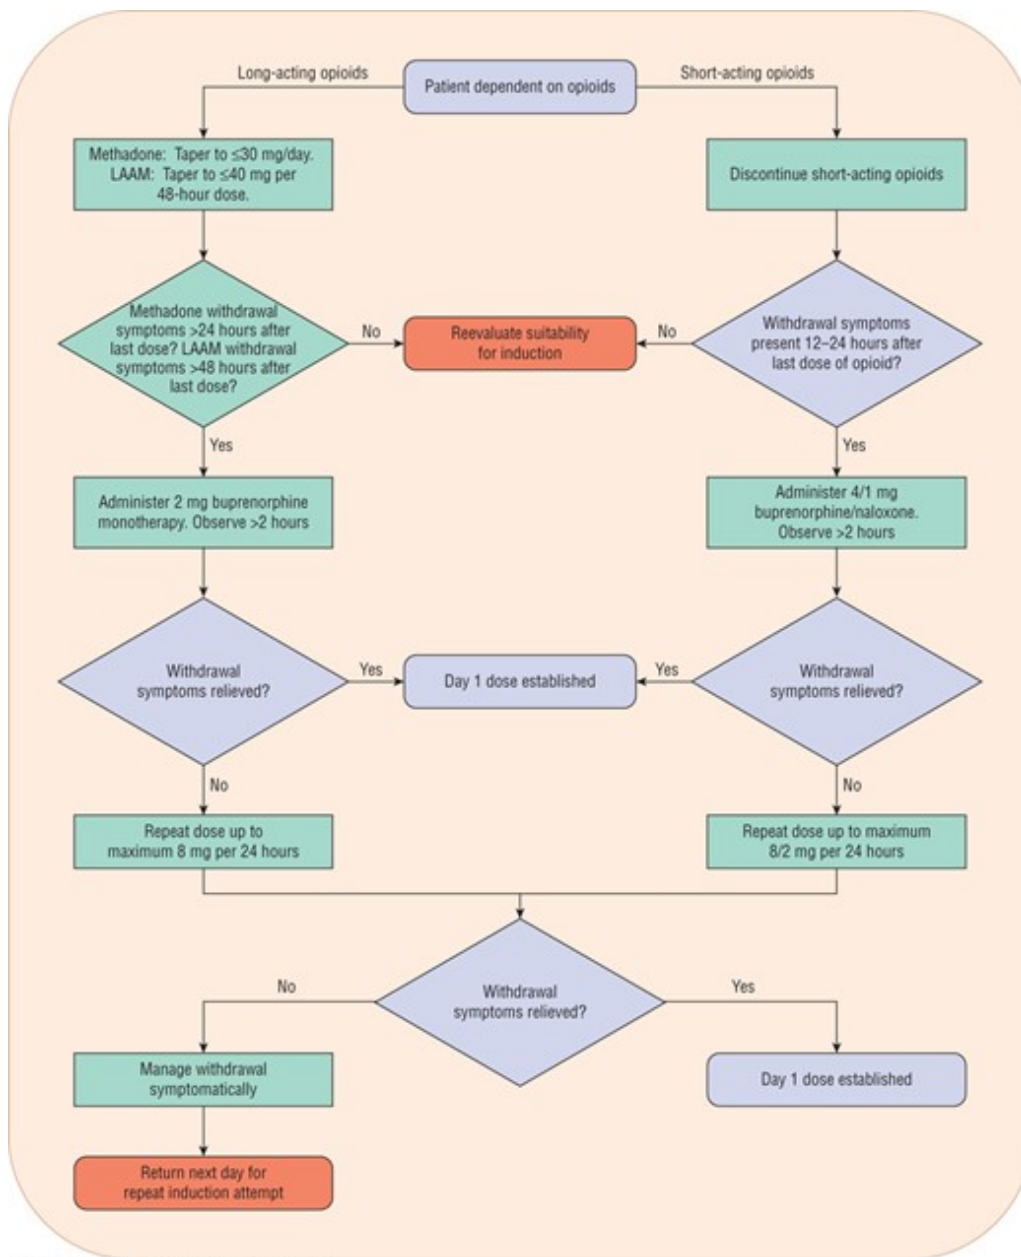 Long-acting opioids
Patient dependent on opioids
Short-acting opioids
Methadone: Taper to ≤30 mg/day.
LAAM: Taper to ≤40 mg per
48-hour dose.
Discontinue short-acting opioids
Methadone withdrawal
symptoms >24 hours after
last dose? LAAM withdrawal
symptoms >48 hours after
last dose?
No
Reevaluate suitability
for induction
No
Withdrawal symptoms
present 12–24 hours after
last dose of opioid?
Yes
Yes
Administer 2 mg buprenorphine
monotherapy. Observe >2 hours
Administer 4/1 mg
buprenorphine/naloxone.
Observe >2 hours
Withdrawal
symptoms relieved?
Yes
Day 1 dose established
Yes
Withdrawal
symptoms relieved?
No
No
Repeat dose up to
maximum 8 mg per 24 hours
Repeat dose up to maximum
8/2 mg per 24 hours
No
Withdrawal
symptoms relieved?
Yes
Manage withdrawal
symptomatically
Day 1 dose established
Return next day for
repeat induction attempt